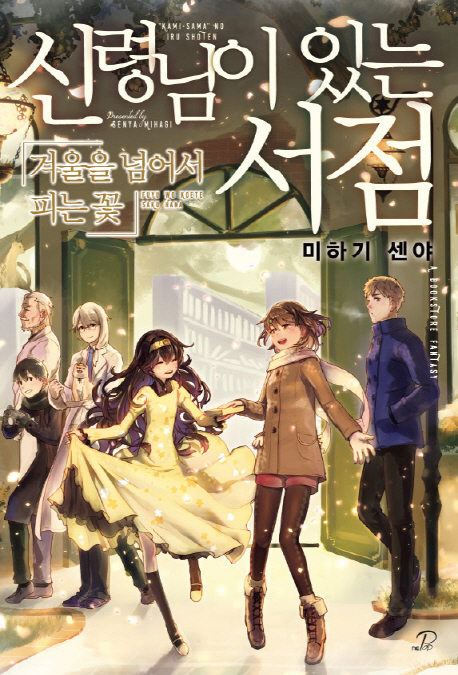 "KAMI-SAMA" NO
IRU SHOTEN
신령님이 있는
서점
Presented by
SENYA MIHAGI
「겨울을 넘어서
피는 꽃」
FUYU WO KOETE
SAKU HANA
미하기 센야
A BOOKSTORE FANTASY